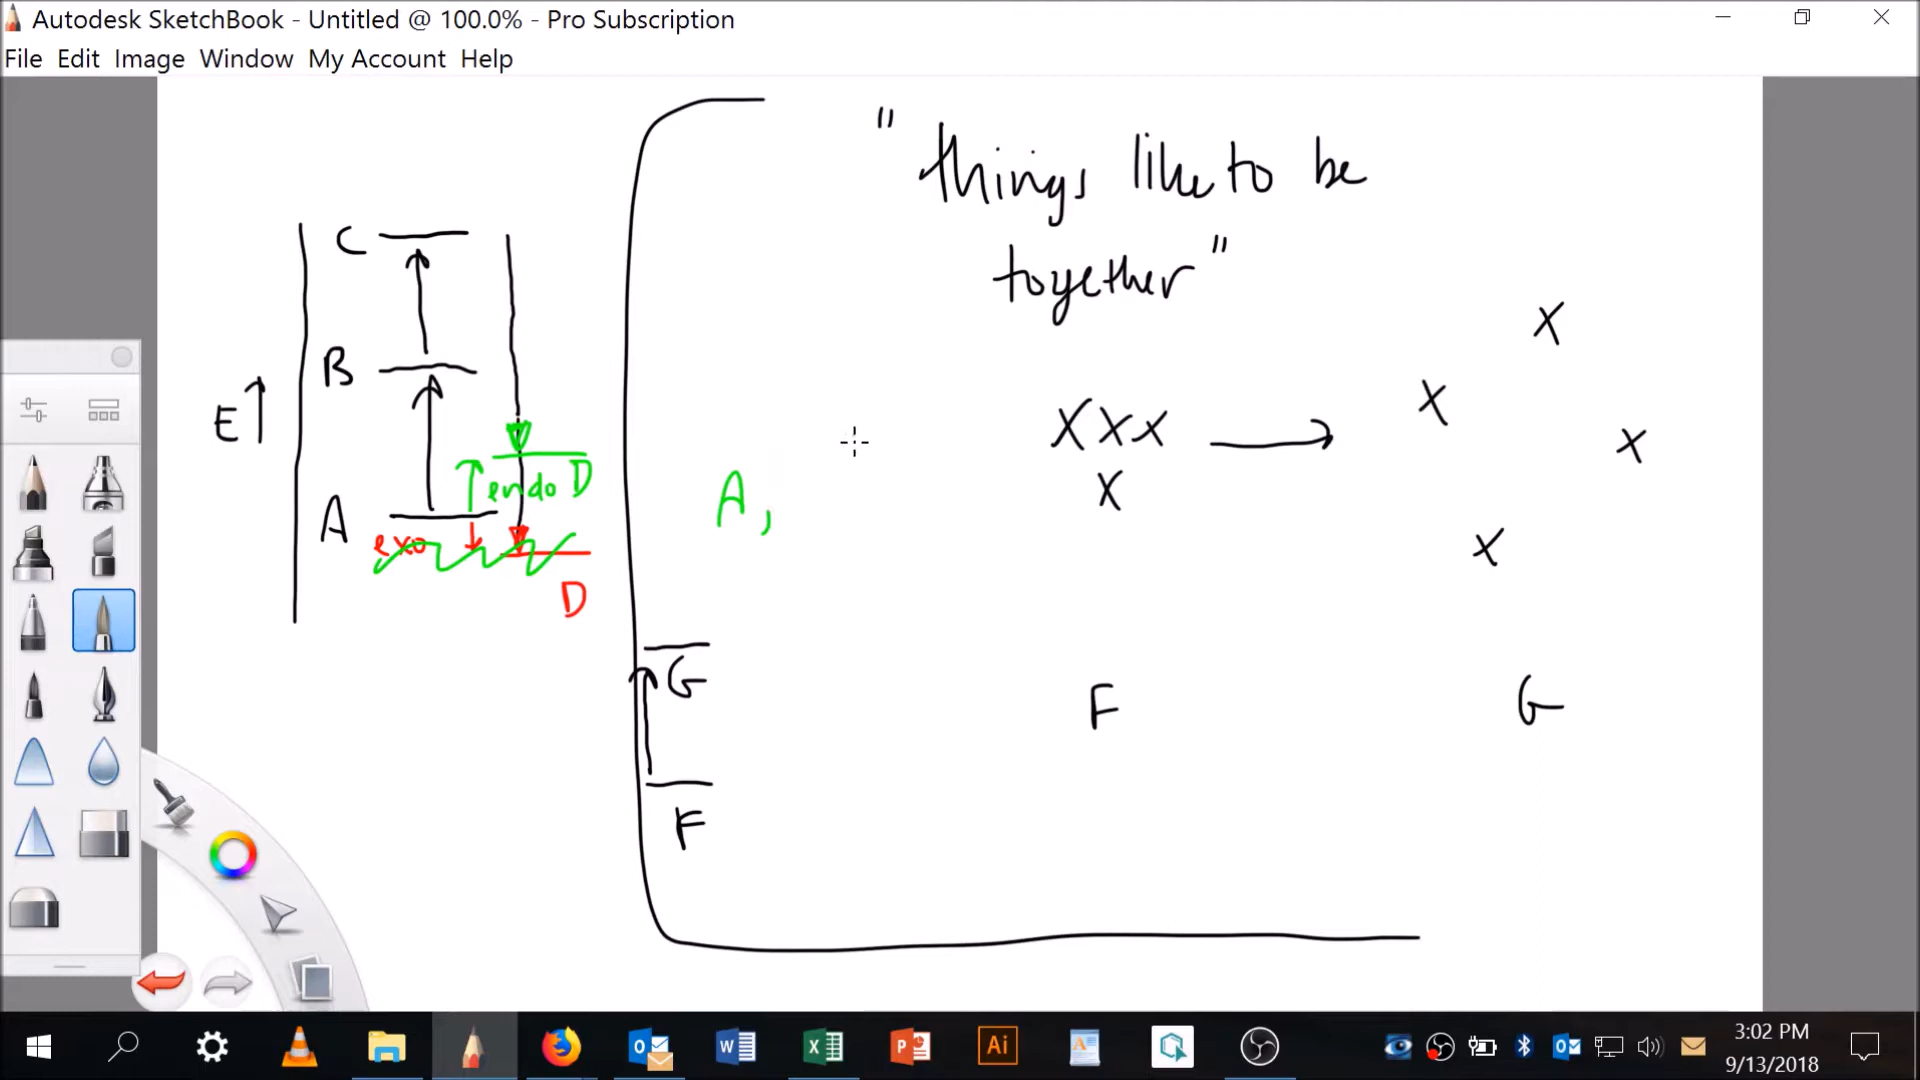 Autodesk SketchBook - Untitled @ 100.0% - Pro Subscription
File Edit Image Window My Account Help
"things like to be
together"
C
B
E
A
endo D
exo
D
A,
X
X
X X X
X
X
X
G
F
F
G
3:02 PM
9/13/2018